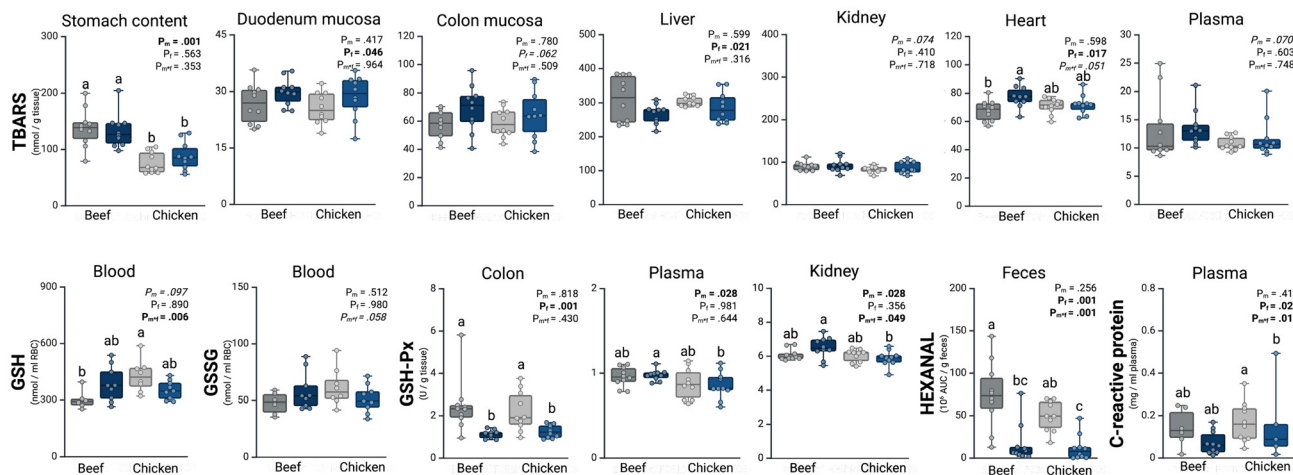 Stomach content
TBARS
(nmol / g tissue)
300
200
100
0
Pm = .001
Pf = .563
Pm*f = .353
a
a
b
b
Beef
Chicken
Duodenum mucosa
45
30
15
0
Pm = .417
Pf = .046
Pm*f = .964
Beef
Chicken
Colon mucosa
120
100
80
60
40
20
0
Pm = .780
Pf = .062
Pm*f = .509
Beef
Chicken
Liver
500
400
300
200
100
0
Pm = .599
Pf = .021
Pm*f = .316
Beef
Chicken
Kidney
400
300
200
100
0
Pm = .074
Pf = .410
Pm*f = .718
Beef
Chicken
Heart
120
100
80
60
40
20
0
Pm = .598
Pf = .017
Pm*f = .051
b
a
ab
ab
Beef
Chicken
Plasma
30
25
20
15
10
5
0
Pm = .070
Pf = .603
Pm*f = .748
Beef
Chicken
Blood
GSH
(nmol / ml RBC)
900
600
300
0
Pm = .097
Pf = .890
Pm*f = .006
b
ab
a
ab
Beef
Chicken
Blood
GSSG
(nmol / ml RBC)
150
100
50
0
Pm = .512
Pf = .980
Pm*f = .058
Beef
Chicken
Colon
GSH-Px
(U / g tissue)
8
6
4
2
0
Pm = .818
Pf = .001
Pm*f = .430
a
b
a
b
Beef
Chicken
Plasma
2
1
0
Pm = .028
Pf = .981
Pm*f = .644
ab
a
ab
b
Beef
Chicken
Kidney
10
8
6
4
2
0
Pm = .028
Pf = .356
Pm*f = .049
ab
a
ab
b
Beef
Chicken
Feces
HEXANAL
(10⁶ AUC / g feces)
200
150
100
50
0
Pm = .256
Pf = .001
Pm*f = .001
a
bc
ab
c
Beef
Chicken
Plasma
C-reactive protein
(mg / ml plasma)
0.8
0.6
0.4
0.2
0.0
Pm = .41
Pf = .02
Pm*f = .01
ab
ab
a
b
Beef
Chicken